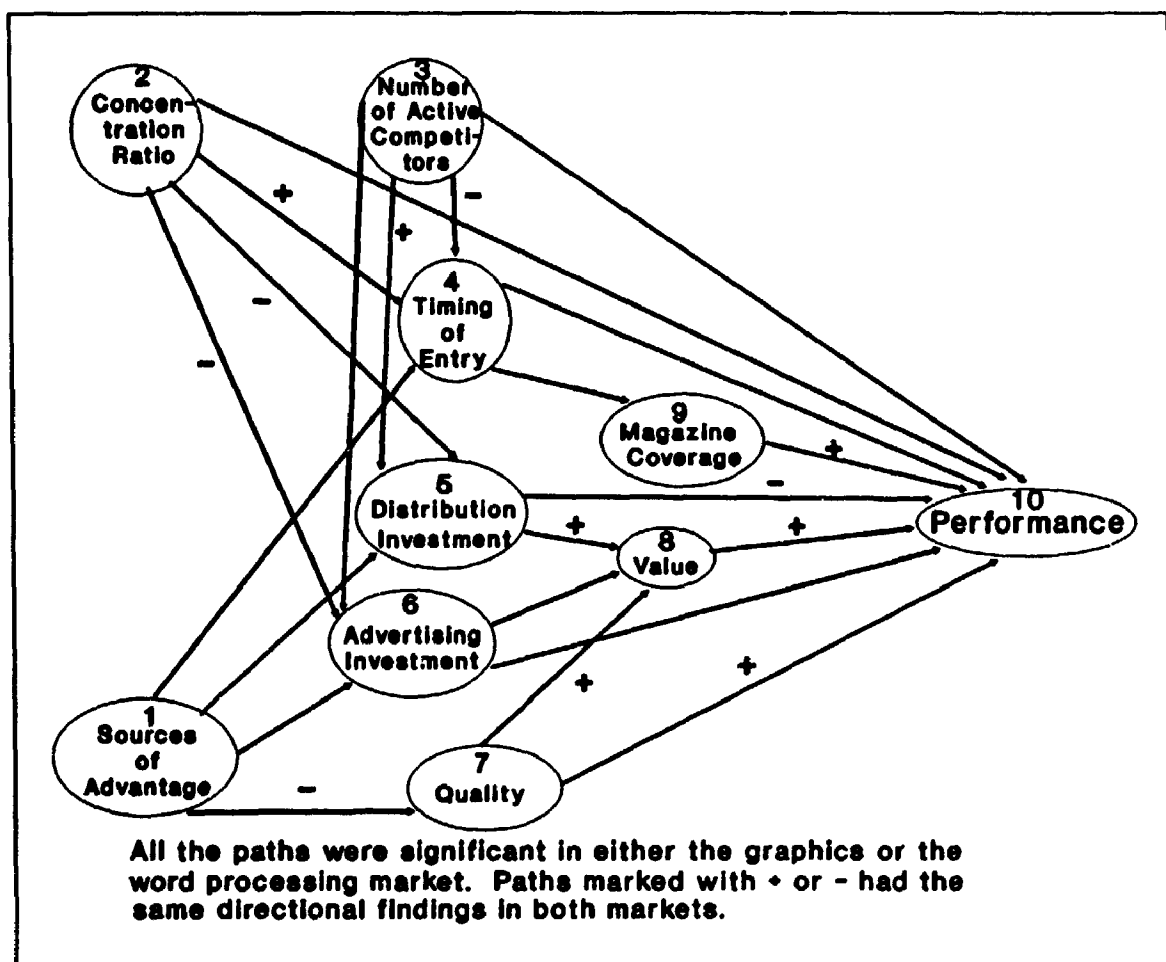 2
Concen-
tration
Ratio
3
Number
of Active
Competi-
tors
+
-
+
-
-
4
Timing
of
Entry
9
Magazine
Coverage
+
-
5
Distribution
Investment
+
8
Value
+
10
Performance
6
Advertising
Investment
+
+
1
Sources
of
Advantage
-
7
Quality
All the paths were significant in either the graphics or the
word processing market. Paths marked with + or - had the
same directional findings in both markets.